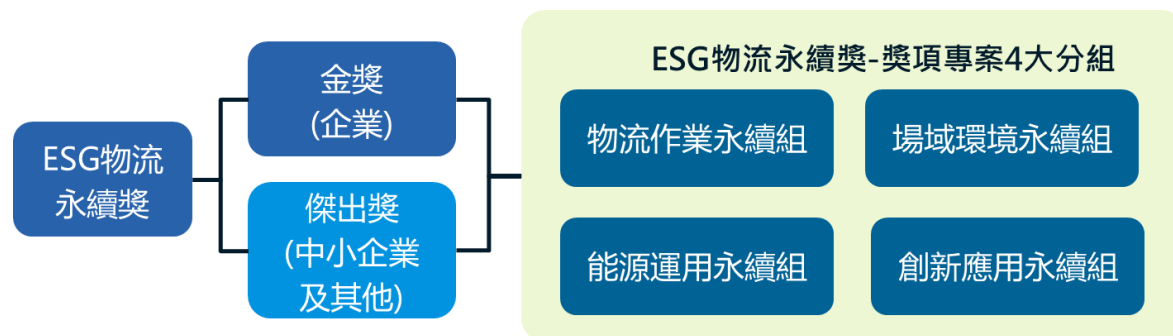 ESG物流
永續獎
金獎
(企業)
傑出獎
(中小企業
及其他)
ESG物流永續獎-獎項專案4大分組
物流作業永續組
場域環境永續組
能源運用永續組
創新應用永續組